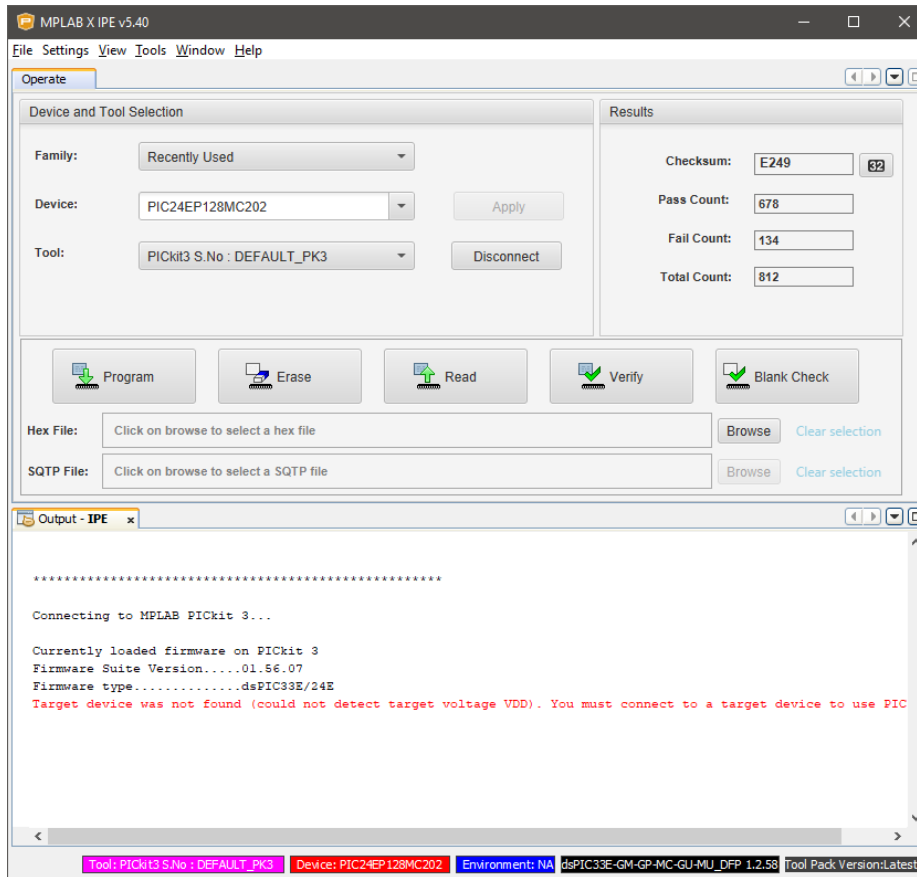 MPLAB X IPE v5.40
File Settings View Tools Window Help
Operate
Device and Tool Selection
Family: Recently Used
Device: PIC24EP128MC202 Apply
Tool: PICkit3 S.No : DEFAULT_PK3 Disconnect
Results
Checksum: E249 32
Pass Count: 678
Fail Count: 134
Total Count: 812
Program Erase Read Verify Blank Check
Hex File: Click on browse to select a hex file Browse Clear selection
SQTP File: Click on browse to select a SQTP file Browse Clear selection
Output - IPE x
*****************************************************
Connecting to MPLAB PICkit 3...
Currently loaded firmware on PICkit 3
Firmware Suite Version.....01.56.07
Firmware type..............dsPIC33E/24E
Target device was not found (could not detect target voltage VDD). You must connect to a target device to use PIC
Tool: PICkit3 S.No : DEFAULT_PK3 Device: PIC24EP128MC202 Environment: NA dsPIC33E-GM-GP-MC-GU-MU_DFP 1.2.58 Tool Pack Version:Latest